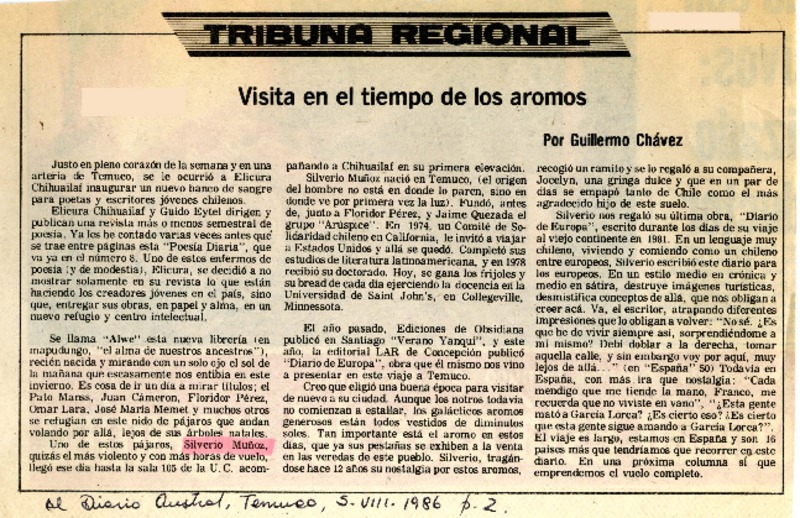 TRIBUNA REGIONAL
Visita en el tiempo de los aromos
Por Guillermo Chávez
Justo en pleno corazón de la semana y en una
arteria de Temuco, se le ocurrió a Elicura
Chihuailaf inaugurar un nuevo banco de sangre
para poetas y escritores jóvenes chilenos.
Elicura Chihuailaf y Guido Eytel dirigen y
publican una revista más o menos semestral de
poesía. Ya les he contado varias veces antes que
se trae entre páginas esta "Poesía Diaria", que
va ya en el número 8. Uno de estos enfermos de
poesía (y de modestia), Elicura, se decidió a no
mostrar solamente en su revista lo que están
haciendo los creadores jóvenes en el país, sino
que, entregar sus obras, en papel y alma, en
un nuevo refugio y centro intelectual.
Se llama "Alwe" esta nueva librería (en
mapudungo, "el alma de nuestros ancestros"),
recién nacida y mirando con un solo ojo el sol de
la mañana que escasamente nos entibia en este
invierno. Es cosa de ir un día a mirar títulos; el
Pato Manss, Juan Cámeron, Floridor Pérez,
Omar Lara, José María Memet y muchos otros
se refugian en este nido de pájaros que andan
volando por allá, lejos de sus árboles natales.
Uno de estos pájaros, Silverio Muñoz,
quizás el más violento y con más horas de vuelo,
llegó ese día hasta la sala 105 de la U.C. acom-
pañando a Chihuailaf en su primera elevación.
Silverio Muñoz nació en Temuco, (el origen
del hombre no está en donde lo paren, sino en
donde ve por primera vez la luz). Fundó, antes
de, junto a Floridor Pérez, y Jaime Quezada el
grupo "Arúspice". En 1974, un Comité de So-
lidaridad chileno en California, le invitó a viajar
a Estados Unidos y allá se quedó. Completó sus
estudios de literatura latinoamericana, y en 1978
recibió su doctorado. Hoy, se gana los frijoles y
su bread de cada día ejerciendo la docencia en la
Universidad de Saint John's, en Collegeville,
Minnessota.
El año pasado, Ediciones de Obsidiana
publicó en Santiago "Verano Yanqui", y este
año, la editorial LAR de Concepción publicó
"Diario de Europa", obra que él mismo nos vino
a presentar en este viaje a Temuco.
Creo que eligió una buena época para visitar
de nuevo a su ciudad. Aunque los notros todavía
no comienzan a estallar, los galácticos aromos
generosos están todos vestidos de diminutos
soles. Tan importante está el aromo en estos
días, que ya sus pestañas se exhiben a la venta
en las veredas de este pueblo. Silverio, tragán-
dose hace 12 años su nostalgia por estos aromos,
recogió un ramito y se lo regaló a su compañera,
Jocelyn, una gringa dulce y que en un par de
días se empapó tanto de Chile como el más
agradecido hijo de este suelo.
Silverio nos regaló su última obra, "Diario
de Europa", escrito durante los días de su viaje
al viejo continente en 1981. En un lenguaje muy
chileno, viviendo y comiendo como un chileno
entre europeos, Silverio escribió este diario para
los europeos. En un estilo medio en crónica y
medio en sátira, destruye imágenes turísticas,
desmistifica conceptos de allá, que nos obligan a
creer acá. Va, el escritor, atrapando diferentes
impresiones que lo obligan a volver: "No sé. ¿Es
que he de vivir siempre así, sorprendiéndome a
mí mismo? Debí doblar a la derecha, tomar
aquella calle, y sin embargo voy por aquí, muy
lejos de allá..." (en "España" 50) Todavía en
España, con más ira que nostalgia: "Cada
mendigo que me tiende la mano, Franco, me
recuerda que no viviste en vano". "¿Esta gente
mató a García Lorca? ¿Es cierto eso? ¿Es cierto
que esta gente sigue amando a García Lorca?".
El viaje es largo, estamos en España y son 16
países más que tendríamos que recorrer en este
diario. En una próxima columna sí que
emprendemos el vuelo completo.
el Diario Austral, Temuco, 5-VIII-1986 p.2.